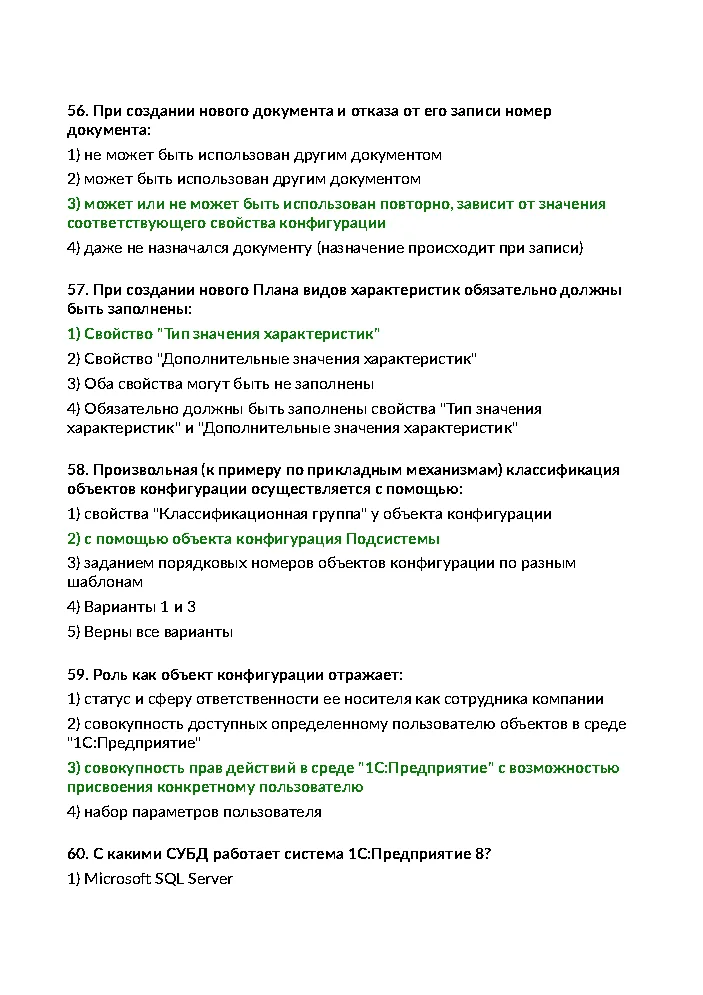 56. При создании нового документа и отказа от его записи номер
документа:
1) не может быть использован другим документом
2) может быть использован другим документом
3) может или не может быть использован повторно, зависит от значения
соответствующего свойства конфигурации
4) даже не назначался документу (назначение происходит при записи)
57. При создании нового Плана видов характеристик обязательно должны
быть заполнены:
1) Свойство "Тип значения характеристик"
2) Свойство "Дополнительные значения характеристик"
3) Оба свойства могут быть не заполнены
4) Обязательно должны быть заполнены свойства "Тип значения
характеристик" и "Дополнительные значения характеристик"
58. Произвольная (к примеру по прикладным механизмам) классификация
объектов конфигурации осуществляется с помощью:
1) свойства "Классификационная группа" у объекта конфигурации
2) с помощью объекта конфигурация Подсистемы
3) заданием порядковых номеров объектов конфигурации по разным
шаблонам
4) Варианты 1 и 3
5) Верны все варианты
59. Роль как объект конфигурации отражает:
1) статус и сферу ответственности ее носителя как сотрудника компании
2) совокупность доступных определенному пользователю объектов в среде
"1С:Предприятие"
3) совокупность прав действий в среде "1С:Предприятие" с возможностью
присвоения конкретному пользователю
4) набор параметров пользователя
60. С какими СУБД работает система 1С:Предприятие 8?
1) Microsoft SQL Server